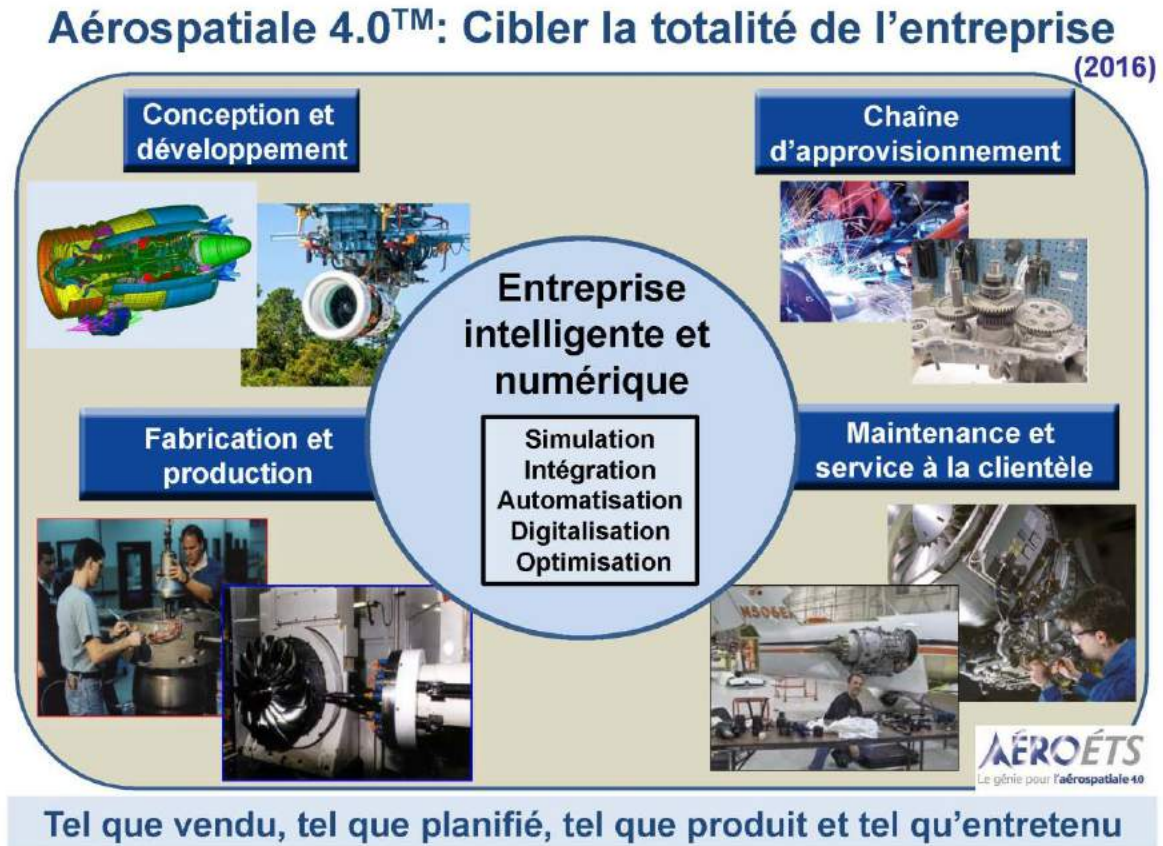 Aérospatiale 4.0™: Cibler la totalité de l'entreprise
(2016)
Conception et
développement
Chaîne
d'approvisionnement
Entreprise
intelligente et
numérique
Simulation
Intégration
Automatisation
Digitalisation
Optimisation
Fabrication et
production
Maintenance et
service à la clientèle
AÉROÉTS
Le génie pour l'aérospatiale 4.0
Tel que vendu, tel que planifié, tel que produit et tel qu'entretenu